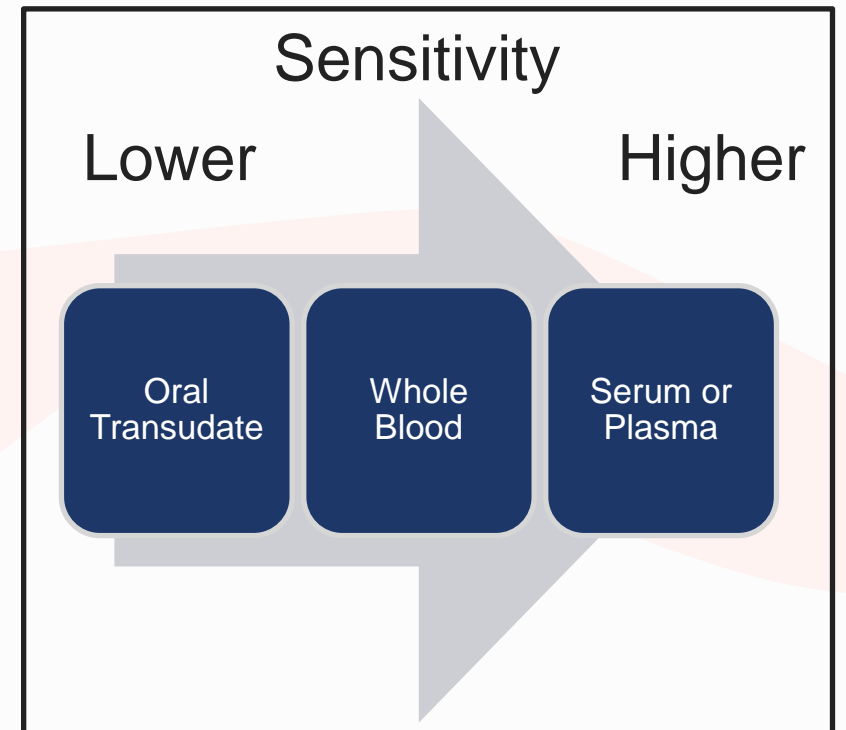 Sensitivity
Lower
Higher
Oral
Transudate
Whole
Blood
Serum or
Plasma